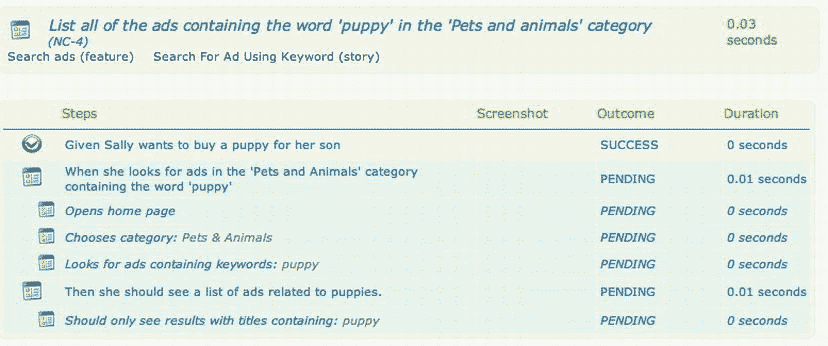 List all of the ads containing the word 'puppy' in the 'Pets and animals' category
(NC-4)
0.03
seconds
Search ads (feature) Search For Ad Using Keyword (story)
Steps Screenshot Outcome Duration
Given Sally wants to buy a puppy for her son SUCCESS 0 seconds
When she looks for ads in the 'Pets and Animals' category
containing the word 'puppy' PENDING 0.01 seconds
Opens home page PENDING 0 seconds
Chooses category: Pets & Animals PENDING 0 seconds
Looks for ads containing keywords: puppy PENDING 0 seconds
Then she should see a list of ads related to puppies. PENDING 0.01 seconds
Should only see results with titles containing: puppy PENDING 0 seconds